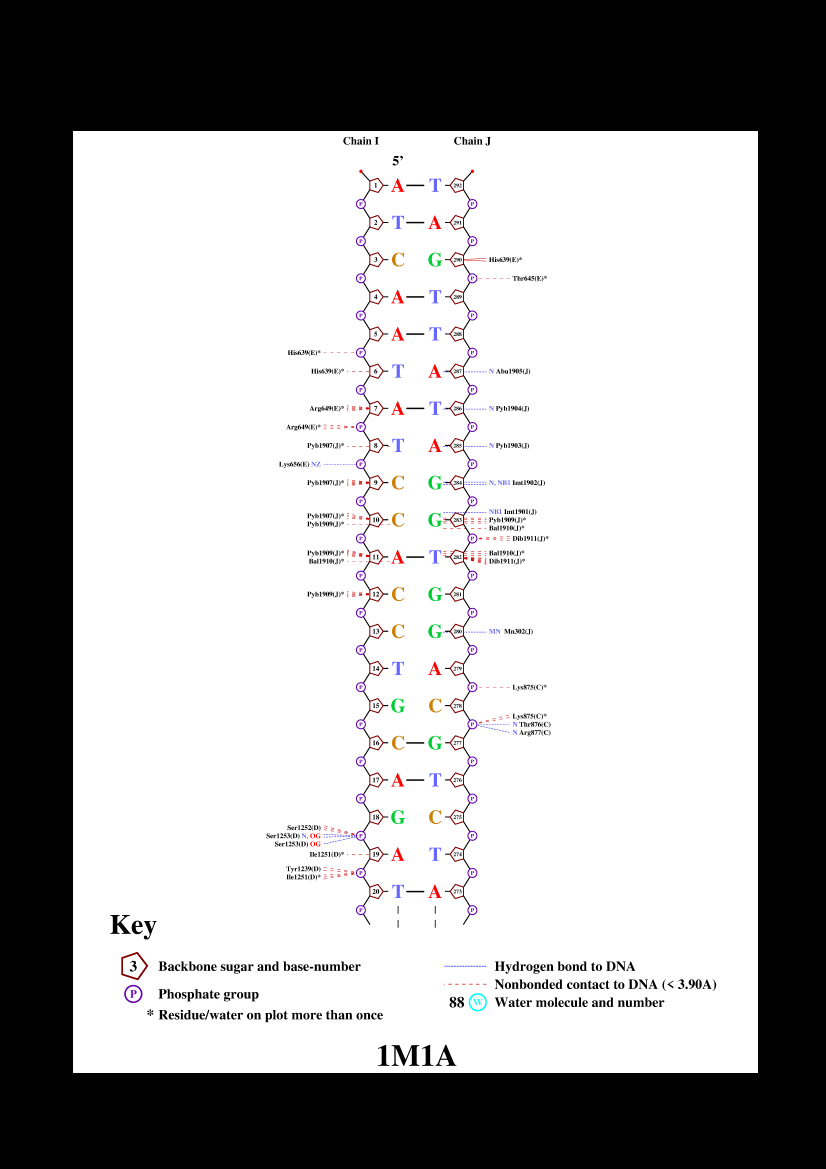 Chain I Chain J
5’
1 A T 292
P P
2 T A 291
P P
3 C G 290 His639(E)*
P P Thr645(E)*
4 A T 289
P P
5 A T 288
His639(E)* P P
His639(E)* 6 T A 287 N Abu1905(J)
P P
Arg649(E)* 7 A T 286 N Pyb1904(J)
Arg649(E)* P P
Pyb1907(J)* 8 T A 285 N Pyb1903(J)
Lys656(E) NZ P P
Pyb1907(J)* 9 C G 284 N, NB1 Imt1902(J)
P P
NB1 Imt1901(J)
Pyb1907(J)* 10 C G 283 Pyb1909(J)*
Pyb1909(J)* Bal1910(J)*
P P Dib1911(J)*
Pyb1909(J)* 11 A T 282 Bal1910(J)*
Bal1910(J)* Dib1911(J)*
P P
Pyb1909(J)* 12 C G 281
P P
13 C G 280 MN Mn302(J)
P P
14 T A 279
P P Lys875(C)*
15 G C 278
Lys875(C)*
P P N Thr876(C)
N Arg877(C)
16 C G 277
P P
17 A T 276
P P
18 G C 275
Ser1252(D)
Ser1253(D) N, OG P P
Ser1253(D) OG
Ile1251(D)* 19 A T 274
Tyr1239(D) P P
Ile1251(D)*
20 T A 273
P P
Key
3 Backbone sugar and base-number
P Phosphate group
* Residue/water on plot more than once
Hydrogen bond to DNA
Nonbonded contact to DNA (< 3.90A)
88 W Water molecule and number
1M1A